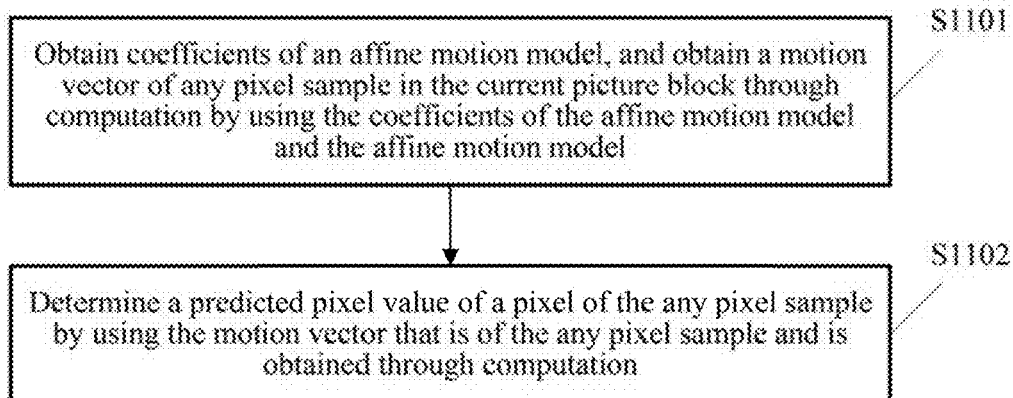 S1101
Obtain coefficients of an affine motion model, and obtain a motion
vector of any pixel sample in the current picture block through
computation by using the coefficients of the affine motion model
and the affine motion model
S1102
Determine a predicted pixel value of a pixel of the any pixel sample
by using the motion vector that is of the any pixel sample and is
obtained through computation